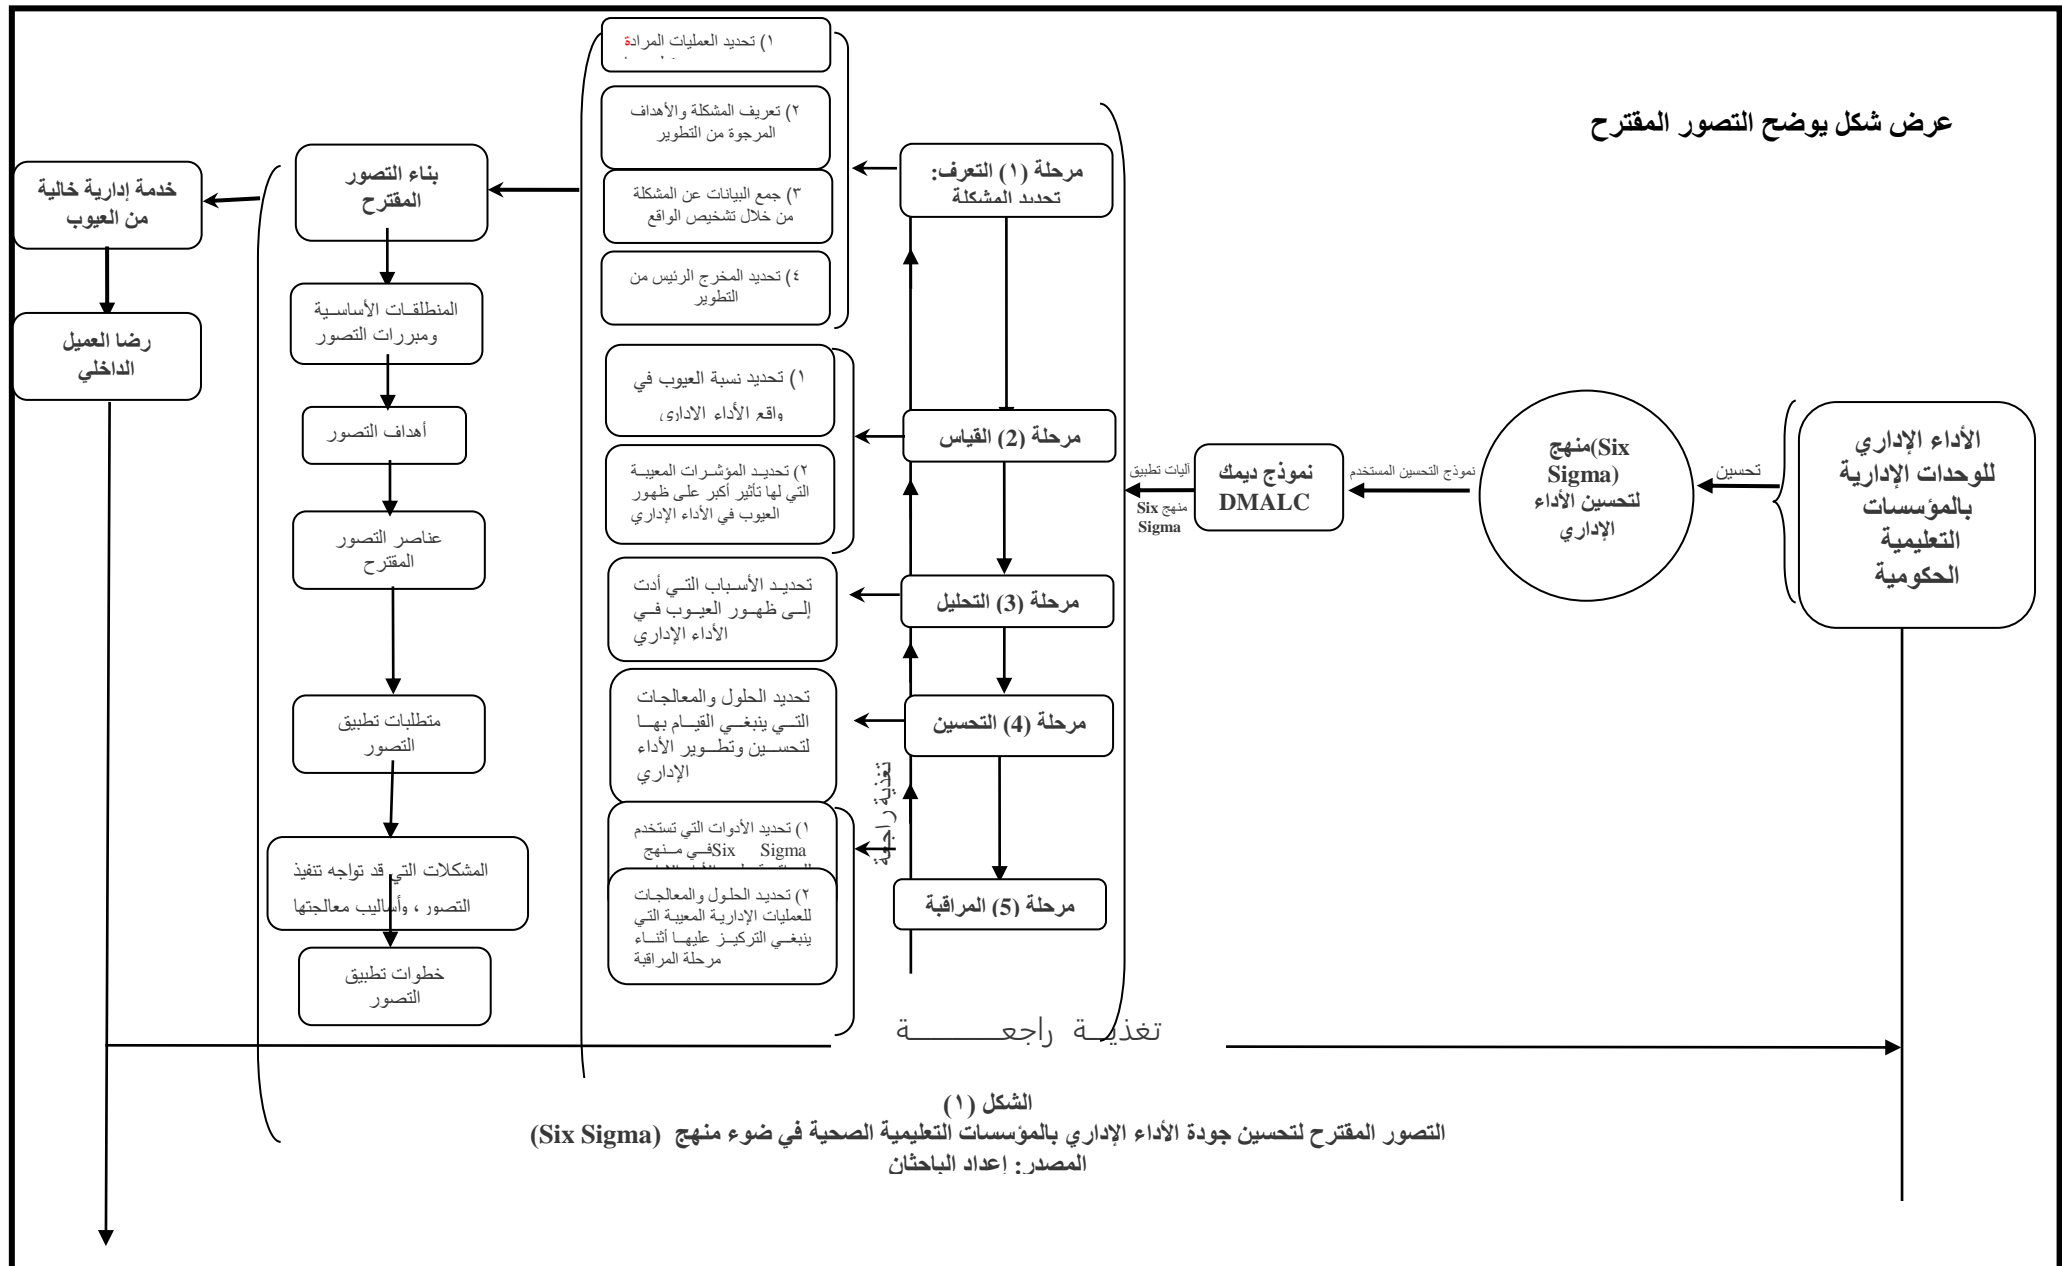 عرض شكل يوضح التصور المقترح
الأداء الإداري
للوحدات الإدارية
بالمؤسسات
التعليمية
الحكومية
تحسين
منهج(Six
Sigma)
لتحسين الأداء
الإداري
نموذج التحسين المستخدم
نموذج ديمك
DMALC
آليات تطبيق
منهج Six
Sigma
مرحلة (١) التعرف:
تحديد المشكلة
مرحلة (2) القياس
مرحلة (3) التحليل
مرحلة (4) التحسين
مرحلة (5) المراقبة
تغذية راجعة
١) تحديد العمليات المرادة
٢) تعريف المشكلة والأهداف
المرجوة من التطوير
٣) جمع البيانات عن المشكلة
من خلال تشخيص الواقع
٤) تحديد المخرج الرئيس من
التطوير
١) تحديد نسبة العيوب في
واقع الأداء الاداري
٢) تحديد المؤشرات المعيبة
التي لها تأثير أكبر على ظهور
العيوب في الأداء الإداري
تحديد الأسباب التي أدت
إلى ظهور العيوب في
الأداء الإداري
تحديد الحلول والمعالجات
التي ينبغي القيام بها
لتحسين وتطوير الأداء
الإداري
١) تحديد الأدوات التي تستخدم
في منهج Six Sigma
٢) تحديد الحلول والمعالجات
للعمليات الإدارية المعيبة التي
ينبغي التركيز عليها أثناء
مرحلة المراقبة
بناء التصور
المقترح
المنطلقات الأساسية
ومبررات التصور
أهداف التصور
عناصر التصور
المقترح
متطلبات تطبيق
التصور
المشكلات التي قد تواجه تنفيذ
التصور ، وأساليب معالجتها
خطوات تطبيق
التصور
خدمة إدارية خالية
من العيوب
رضا العميل
الداخلي
تغذية راجعة
الشكل (١)
التصور المقترح لتحسين جودة الأداء الإداري بالمؤسسات التعليمية الصحية في ضوء منهج (Six Sigma)
المصدر: إعداد الباحثان